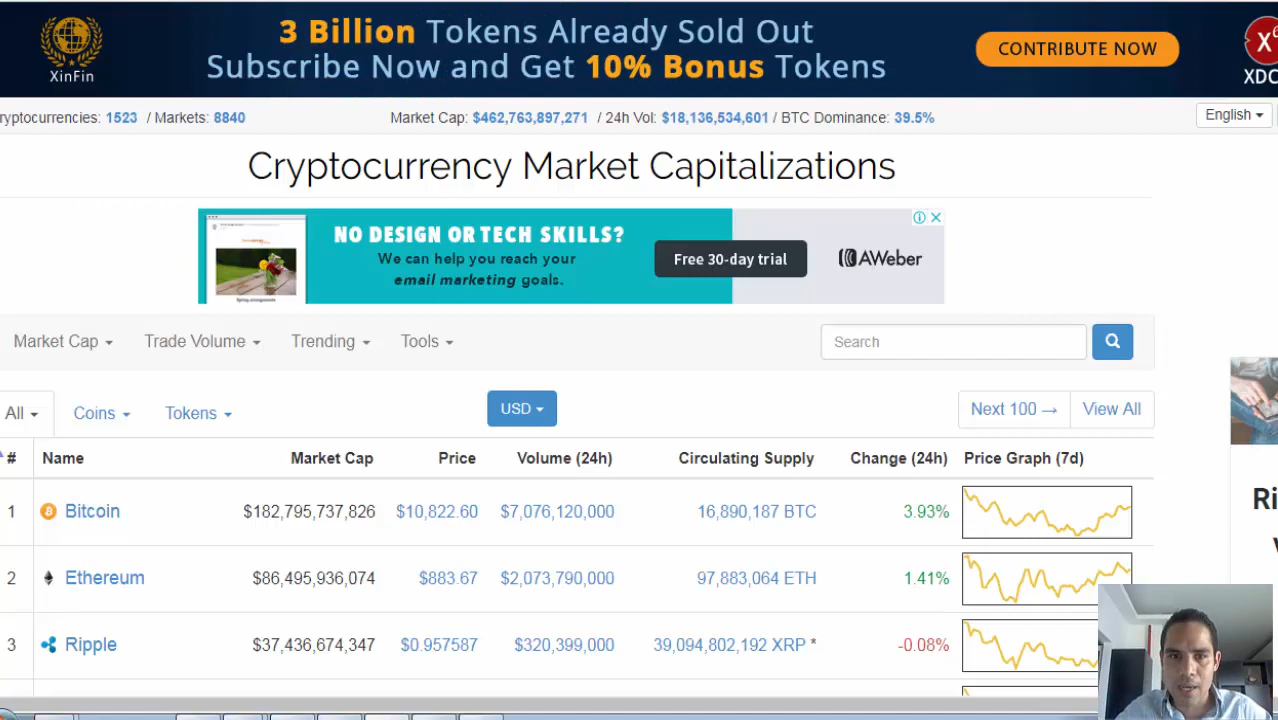 3 Billion Tokens Already Sold Out
Subscribe Now and Get 10% Bonus Tokens
XinFin
CONTRIBUTE NOW
XDC
ryptocurrencies: 1523 / Markets: 8840
Market Cap: $462,763,897,271 / 24h Vol: $18,136,534,601 / BTC Dominance: 39.5%
English
Cryptocurrency Market Capitalizations
NO DESIGN OR TECH SKILLS?
We can help you reach your
email marketing goals.
Free 30-day trial
AWeber
Market Cap Trade Volume Trending Tools Search
All Coins Tokens USD Next 100 → View All
# Name Market Cap Price Volume (24h) Circulating Supply Change (24h) Price Graph (7d)
1 Bitcoin $182,795,737,826 $10,822.60 $7,076,120,000 16,890,187 BTC 3.93%
2 Ethereum $86,495,936,074 $883.67 $2,073,790,000 97,883,064 ETH 1.41%
3 Ripple $37,436,674,347 $0.957587 $320,399,000 39,094,802,192 XRP * -0.08%
Ri